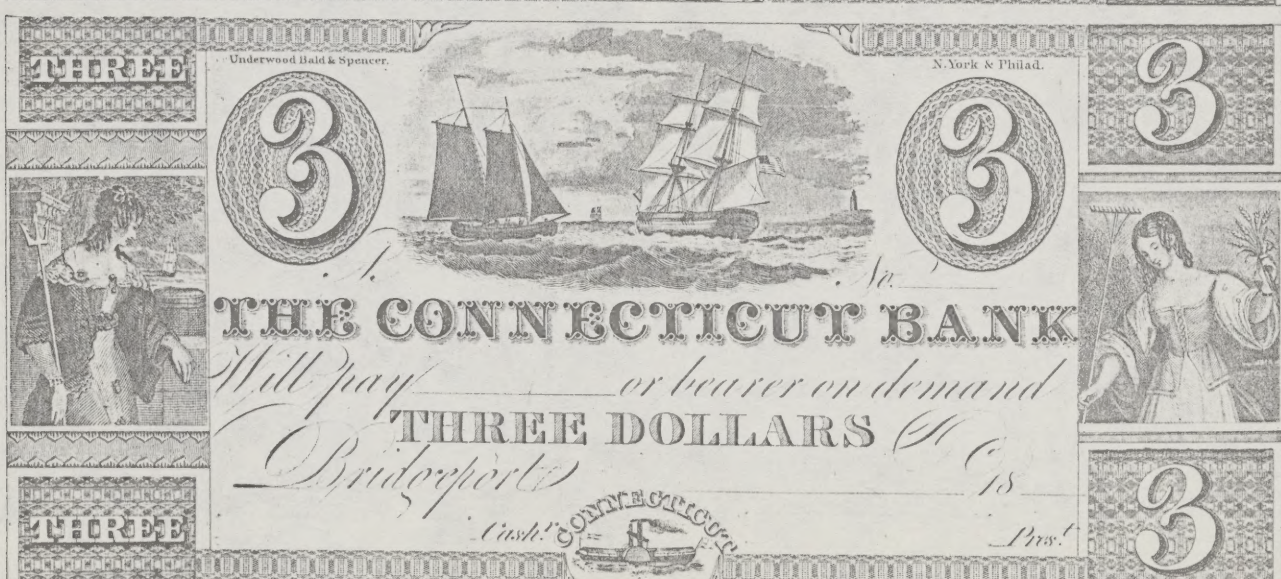 THREE
Underwood Bald & Spencer.
N. York & Philad.
3
3
3
A.
No.
THE CONNECTICUT BANK
Will pay or bearer on demand
THREE DOLLARS
Bridgeport 18
CONNECTICUT
Cash.r
Pres.t
THREE
3